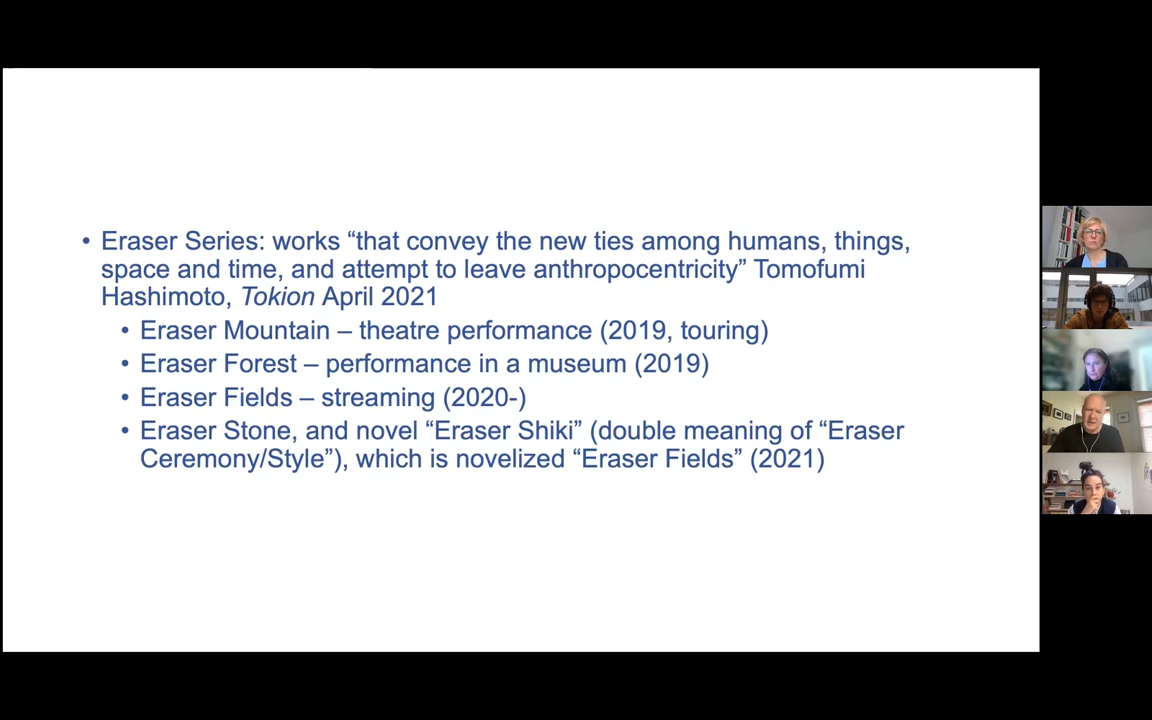 • Eraser Series: works “that convey the new ties among humans, things,
space and time, and attempt to leave anthropocentricity” Tomofumi
Hashimoto, Tokion April 2021
• Eraser Mountain – theatre performance (2019, touring)
• Eraser Forest – performance in a museum (2019)
• Eraser Fields – streaming (2020-)
• Eraser Stone, and novel “Eraser Shiki” (double meaning of “Eraser
Ceremony/Style”), which is novelized “Eraser Fields” (2021)